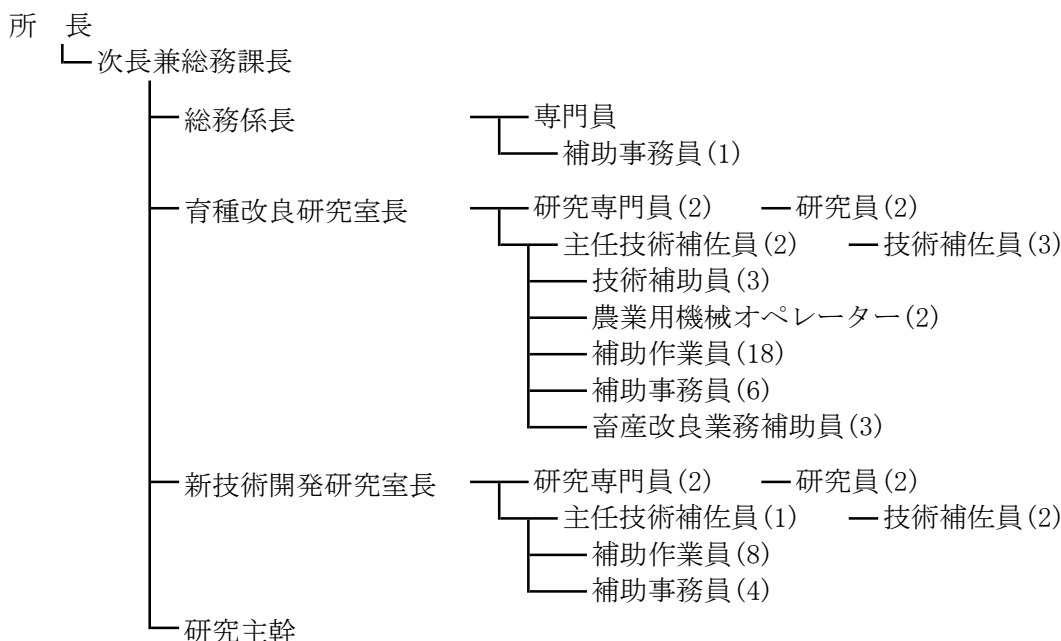 所　長
次長兼総務課長
総務係長　専門員
補助事務員(1)
育種改良研究室長　研究専門員(2)　研究員(2)
主任技術補佐員(2)　技術補佐員(3)
技術補助員(3)
農業用機械オペレーター(2)
補助作業員(18)
補助事務員(6)
畜産改良業務補助員(3)
新技術開発研究室長　研究専門員(2)　研究員(2)
主任技術補佐員(1)　技術補佐員(2)
補助作業員(8)
補助事務員(4)
研究主幹